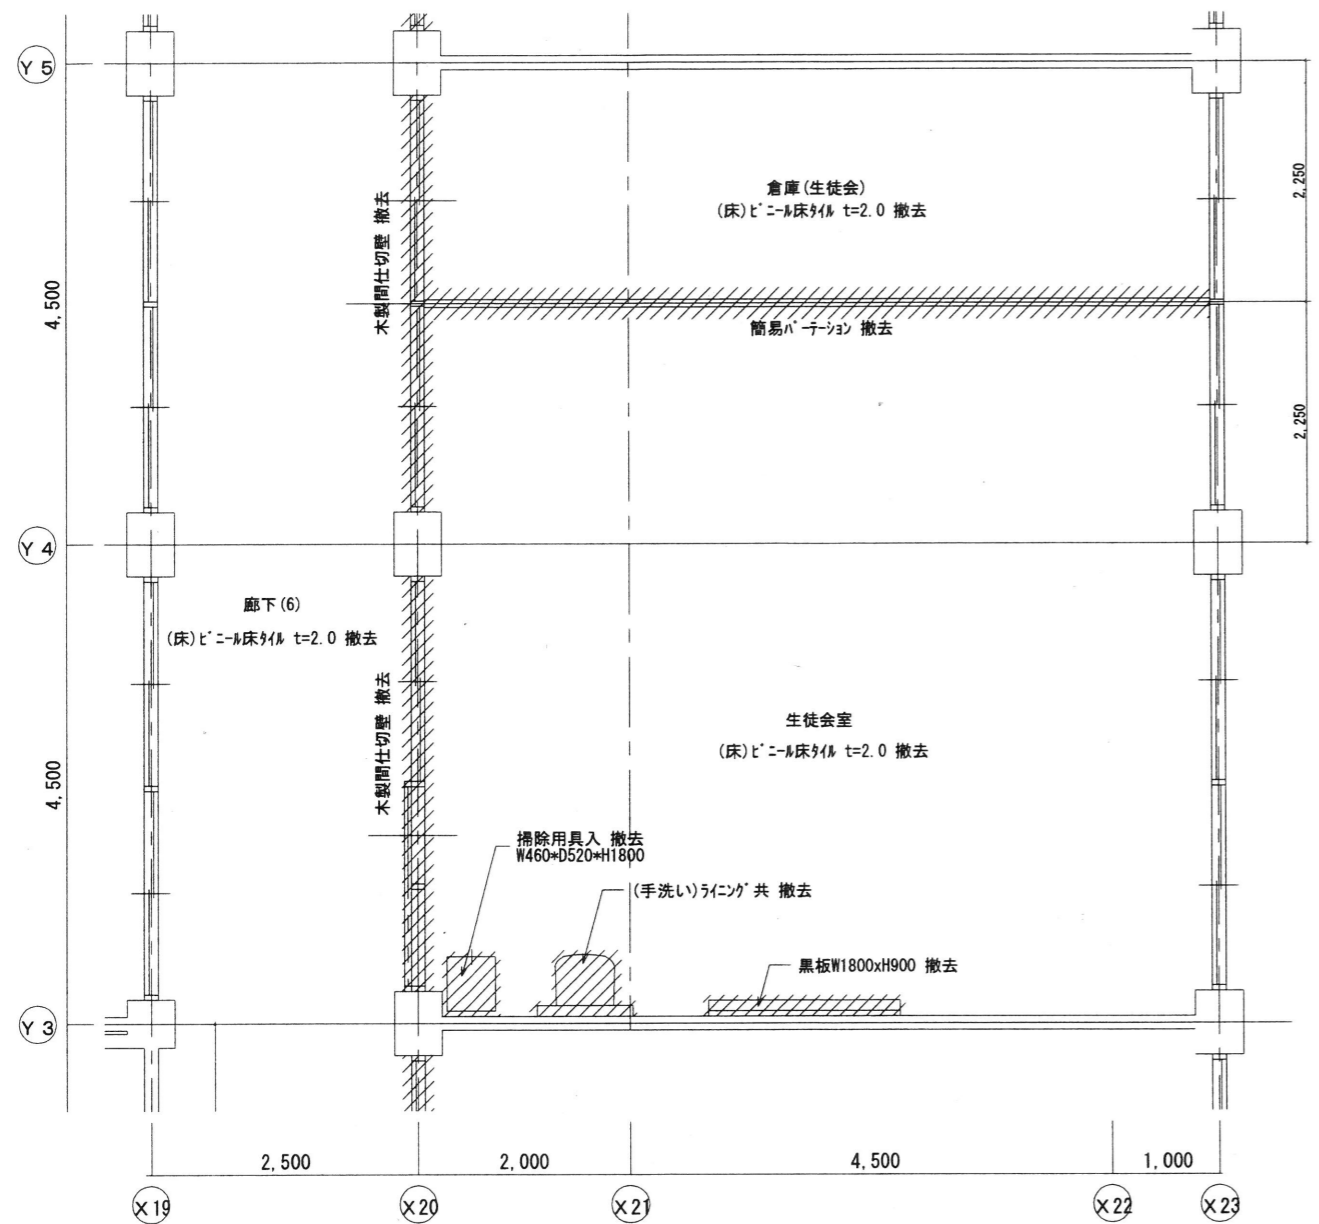 Y5
倉庫(生徒会)
(床)ビニール床タイル t=2.0 撤去
2,250
木製間仕切壁 撤去
4,500
簡易パーテーション 撤去
2,250
Y4
廊下(6)
(床)ビニール床タイル t=2.0 撤去
木製間仕切壁 撤去
生徒会室
(床)ビニール床タイル t=2.0 撤去
4,500
掃除用具入 撤去
W460*D520*H1800
(手洗い)ライニング共 撤去
黒板W1800xH900 撤去
Y3
2,500
2,000
4,500
1,000
X19
X20
X21
X22
X23